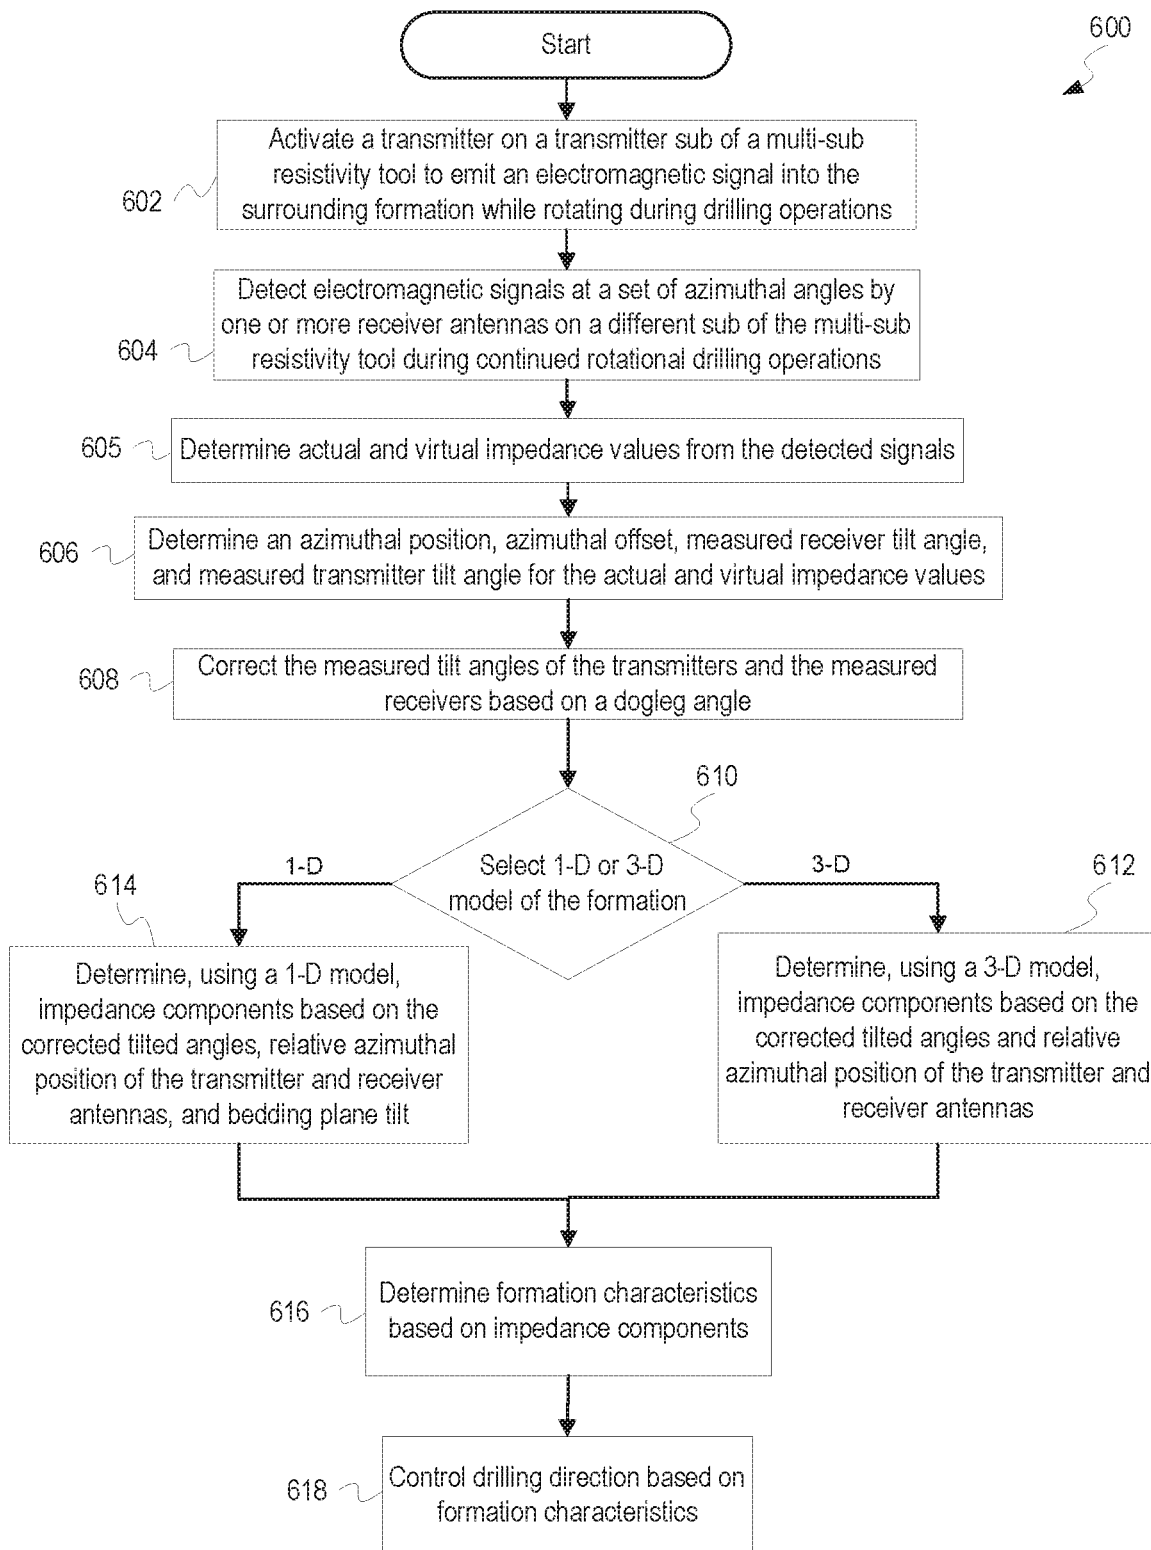 600
Start
Activate a transmitter on a transmitter sub of a multi-sub
resistivity tool to emit an electromagnetic signal into the
surrounding formation while rotating during drilling operations
602
Detect electromagnetic signals at a set of azimuthal angles by
one or more receiver antennas on a different sub of the multi-sub
resistivity tool during continued rotational drilling operations
604
605
Determine actual and virtual impedance values from the detected signals
606
Determine an azimuthal position, azimuthal offset, measured receiver tilt angle,
and measured transmitter tilt angle for the actual and virtual impedance values
608
Correct the measured tilt angles of the transmitters and the measured
receivers based on a dogleg angle
610
Select 1-D or 3-D
model of the formation
1-D
3-D
614
Determine, using a 1-D model,
impedance components based on the
corrected tilted angles, relative azimuthal
position of the transmitter and receiver
antennas, and bedding plane tilt
612
Determine, using a 3-D model,
impedance components based on the
corrected tilted angles and relative
azimuthal position of the transmitter and
receiver antennas
616
Determine formation characteristics
based on impedance components
618
Control drilling direction based on
formation characteristics